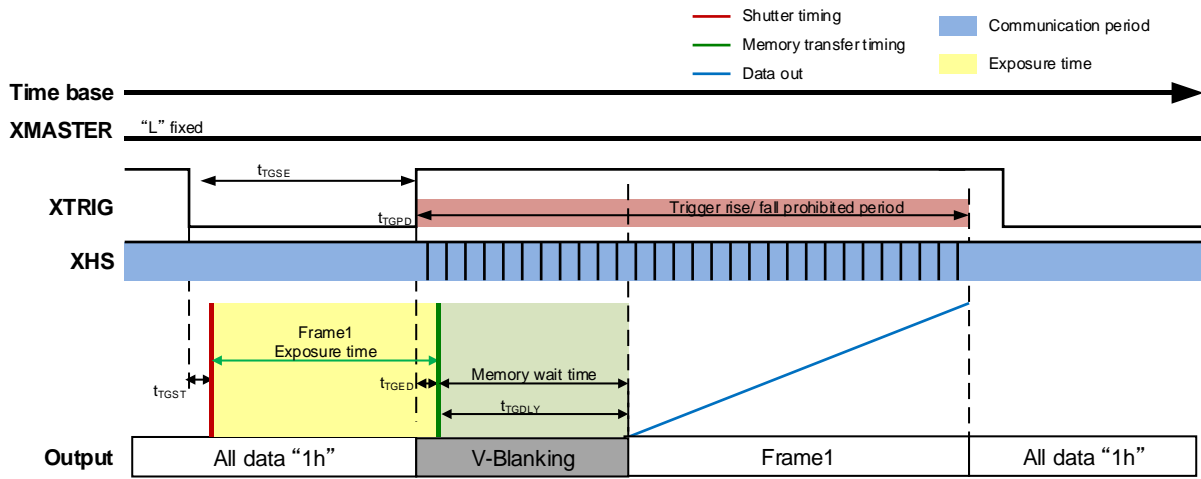 Shutter timing
Memory transfer timing
Data out
Communication period
Exposure time
Time base
XMASTER
“L” fixed
XTRIG
tTGSE
tTGPD
Trigger rise/ fall prohibited period
XHS
Frame1
Exposure time
tTGST
tTGED
Memory wait time
tTGDLY
Output
All data “1h”
V-Blanking
Frame1
All data “1h”